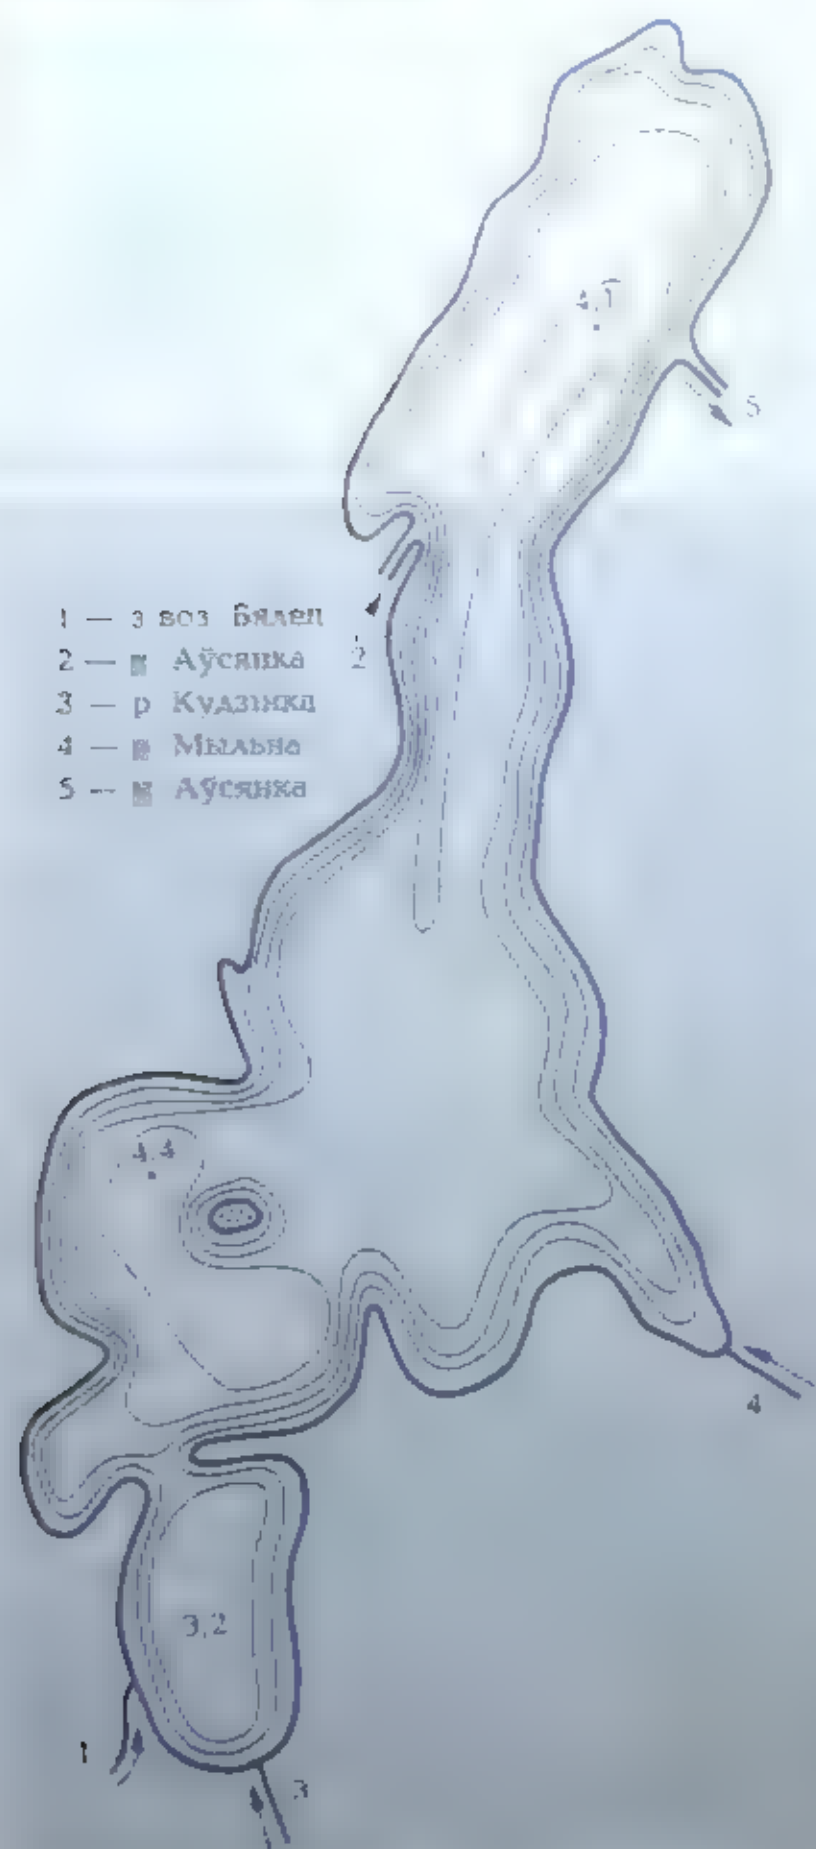 4,1
5
1 — з воз Бялен
2 — р Аўсянка
2
3 — р Кудзінка
4 — р Мыльна
5 — р Аўсянка
4,4
4
3,2
1
3